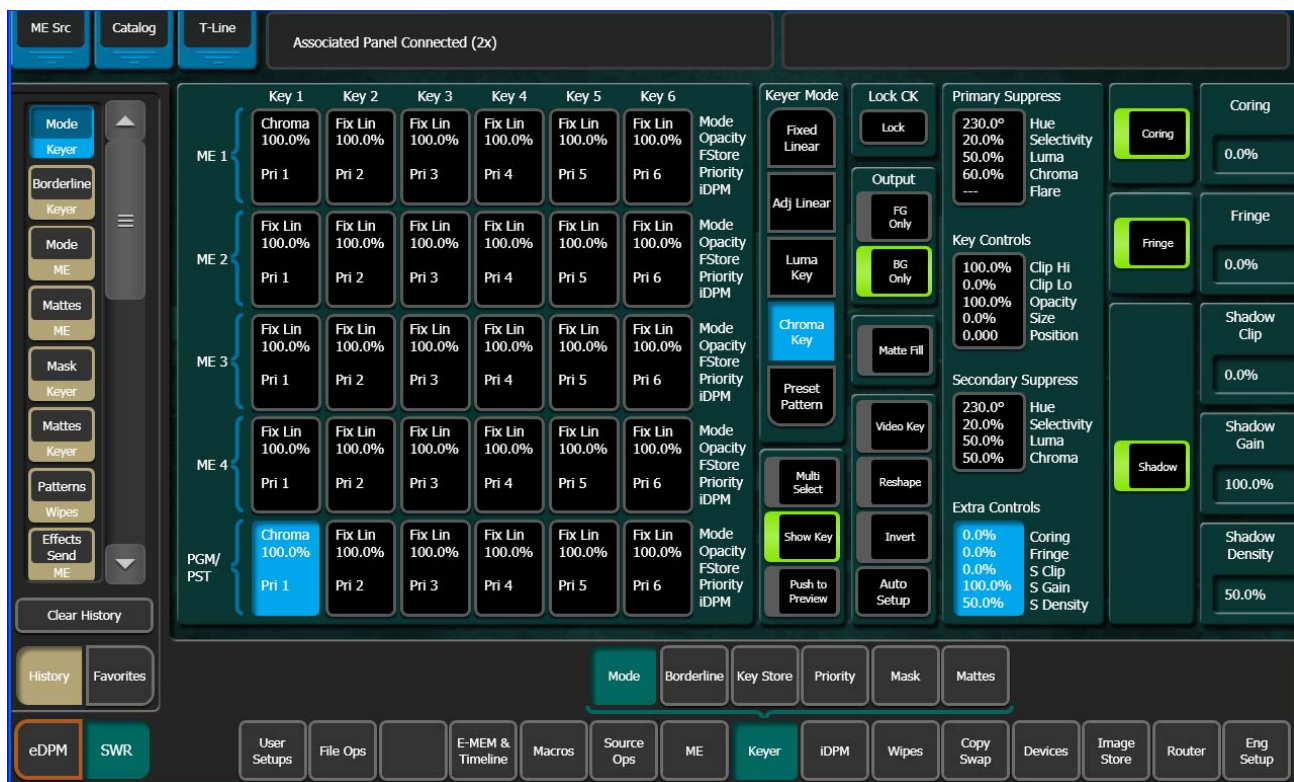 ME Src
Catalog
T-Line
Associated Panel Connected (2x)
Mode
Keyer
Borderline
Keyer
Mode
ME
Mattes
ME
Mask
Keyer
Mattes
Keyer
Patterns
Wipes
Effects
Send
ME
Clear History
History
Favorites
Key 1 Key 2 Key 3 Key 4 Key 5 Key 6
ME 1
Chroma Fix Lin Fix Lin Fix Lin Fix Lin Fix Lin Mode
100.0% 100.0% 100.0% 100.0% 100.0% 100.0% Opacity
FStore
Pri 1 Pri 2 Pri 3 Pri 4 Pri 5 Pri 6 Priority
iDPM
ME 2
Fix Lin Fix Lin Fix Lin Fix Lin Fix Lin Fix Lin Mode
100.0% 100.0% 100.0% 100.0% 100.0% 100.0% Opacity
FStore
Pri 1 Pri 2 Pri 3 Pri 4 Pri 5 Pri 6 Priority
iDPM
ME 3
Fix Lin Fix Lin Fix Lin Fix Lin Fix Lin Fix Lin Mode
100.0% 100.0% 100.0% 100.0% 100.0% 100.0% Opacity
FStore
Pri 1 Pri 2 Pri 3 Pri 4 Pri 5 Pri 6 Priority
iDPM
ME 4
Fix Lin Fix Lin Fix Lin Fix Lin Fix Lin Fix Lin Mode
100.0% 100.0% 100.0% 100.0% 100.0% 100.0% Opacity
FStore
Pri 1 Pri 2 Pri 3 Pri 4 Pri 5 Pri 6 Priority
iDPM
PGM/
PST
Chroma Fix Lin Fix Lin Fix Lin Fix Lin Fix Lin Mode
100.0% 100.0% 100.0% 100.0% 100.0% 100.0% Opacity
FStore
Pri 1 Pri 2 Pri 3 Pri 4 Pri 5 Pri 6 Priority
iDPM
Keyer Mode
Fixed
Linear
Adj Linear
Luma
Key
Chroma
Key
Preset
Pattern
Multi
Select
Show Key
Push to
Preview
Lock CK
Lock
Output
FG
Only
BG
Only
Matte Fill
Video Key
Reshape
Invert
Auto
Setup
Primary Suppress
230.0° Hue
20.0% Selectivity
50.0% Luma
60.0% Chroma
--- Flare
Key Controls
100.0% Clip Hi
0.0% Clip Lo
100.0% Opacity
0.0% Size
0.000 Position
Secondary Suppress
230.0° Hue
20.0% Selectivity
50.0% Luma
50.0% Chroma
Extra Controls
0.0% Coring
0.0% Fringe
0.0% S Clip
100.0% S Gain
50.0% S Density
Coring
Fringe
Shadow
Coring
0.0%
Fringe
0.0%
Shadow
Clip
0.0%
Shadow
Gain
100.0%
Shadow
Density
50.0%
Mode
Borderline
Key Store
Priority
Mask
Mattes
eDPM
SWR
User
Setups
File Ops
E-MEM &
Timeline
Macros
Source
Ops
ME
Keyer
iDPM
Wipes
Copy
Swap
Devices
Image
Store
Router
Eng
Setup